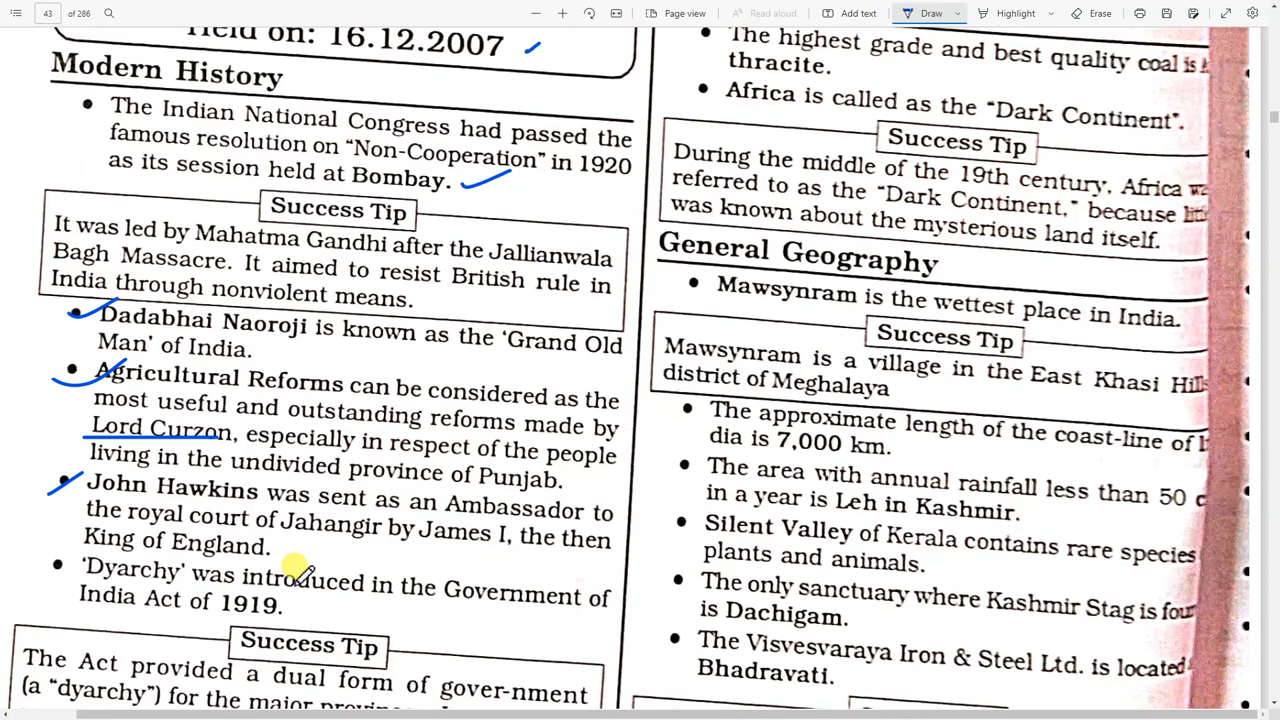 43 of 286 Page view Read aloud Add text Draw Highlight Erase
Held on: 16.12.2007
Modern History
• The Indian National Congress had passed the
famous resolution on “Non-Cooperation” in 1920
as its session held at Bombay.
Success Tip
It was led by Mahatma Gandhi after the Jallianwala
Bagh Massacre. It aimed to resist British rule in
India through nonviolent means.
• Dadabhai Naoroji is known as the ‘Grand Old
Man’ of India.
• Agricultural Reforms can be considered as the
most useful and outstanding reforms made by
Lord Curzon, especially in respect of the people
living in the undivided province of Punjab.
• John Hawkins was sent as an Ambassador to
the royal court of Jahangir by James I, the then
King of England.
• ‘Dyarchy’ was introduced in the Government of
India Act of 1919.
Success Tip
The Act provided a dual form of gover-nment
(a “dyarchy”) for the major
• The highest grade and best quality coal is
thracite.
• Africa is called as the “Dark Continent”.
Success Tip
During the middle of the 19th century, Africa
referred to as the “Dark Continent,” because
was known about the mysterious land itself.
General Geography
• Mawsynram is the wettest place in India.
Success Tip
Mawsynram is a village in the East Khasi Hill
district of Meghalaya
• The approximate length of the coast-line of
dia is 7,000 km.
• The area with annual rainfall less than 50
in a year is Leh in Kashmir.
• Silent Valley of Kerala contains rare species
plants and animals.
• The only sanctuary where Kashmir Stag is
is Dachigam.
• The Visvesvaraya Iron & Steel Ltd. is located
Bhadravati.